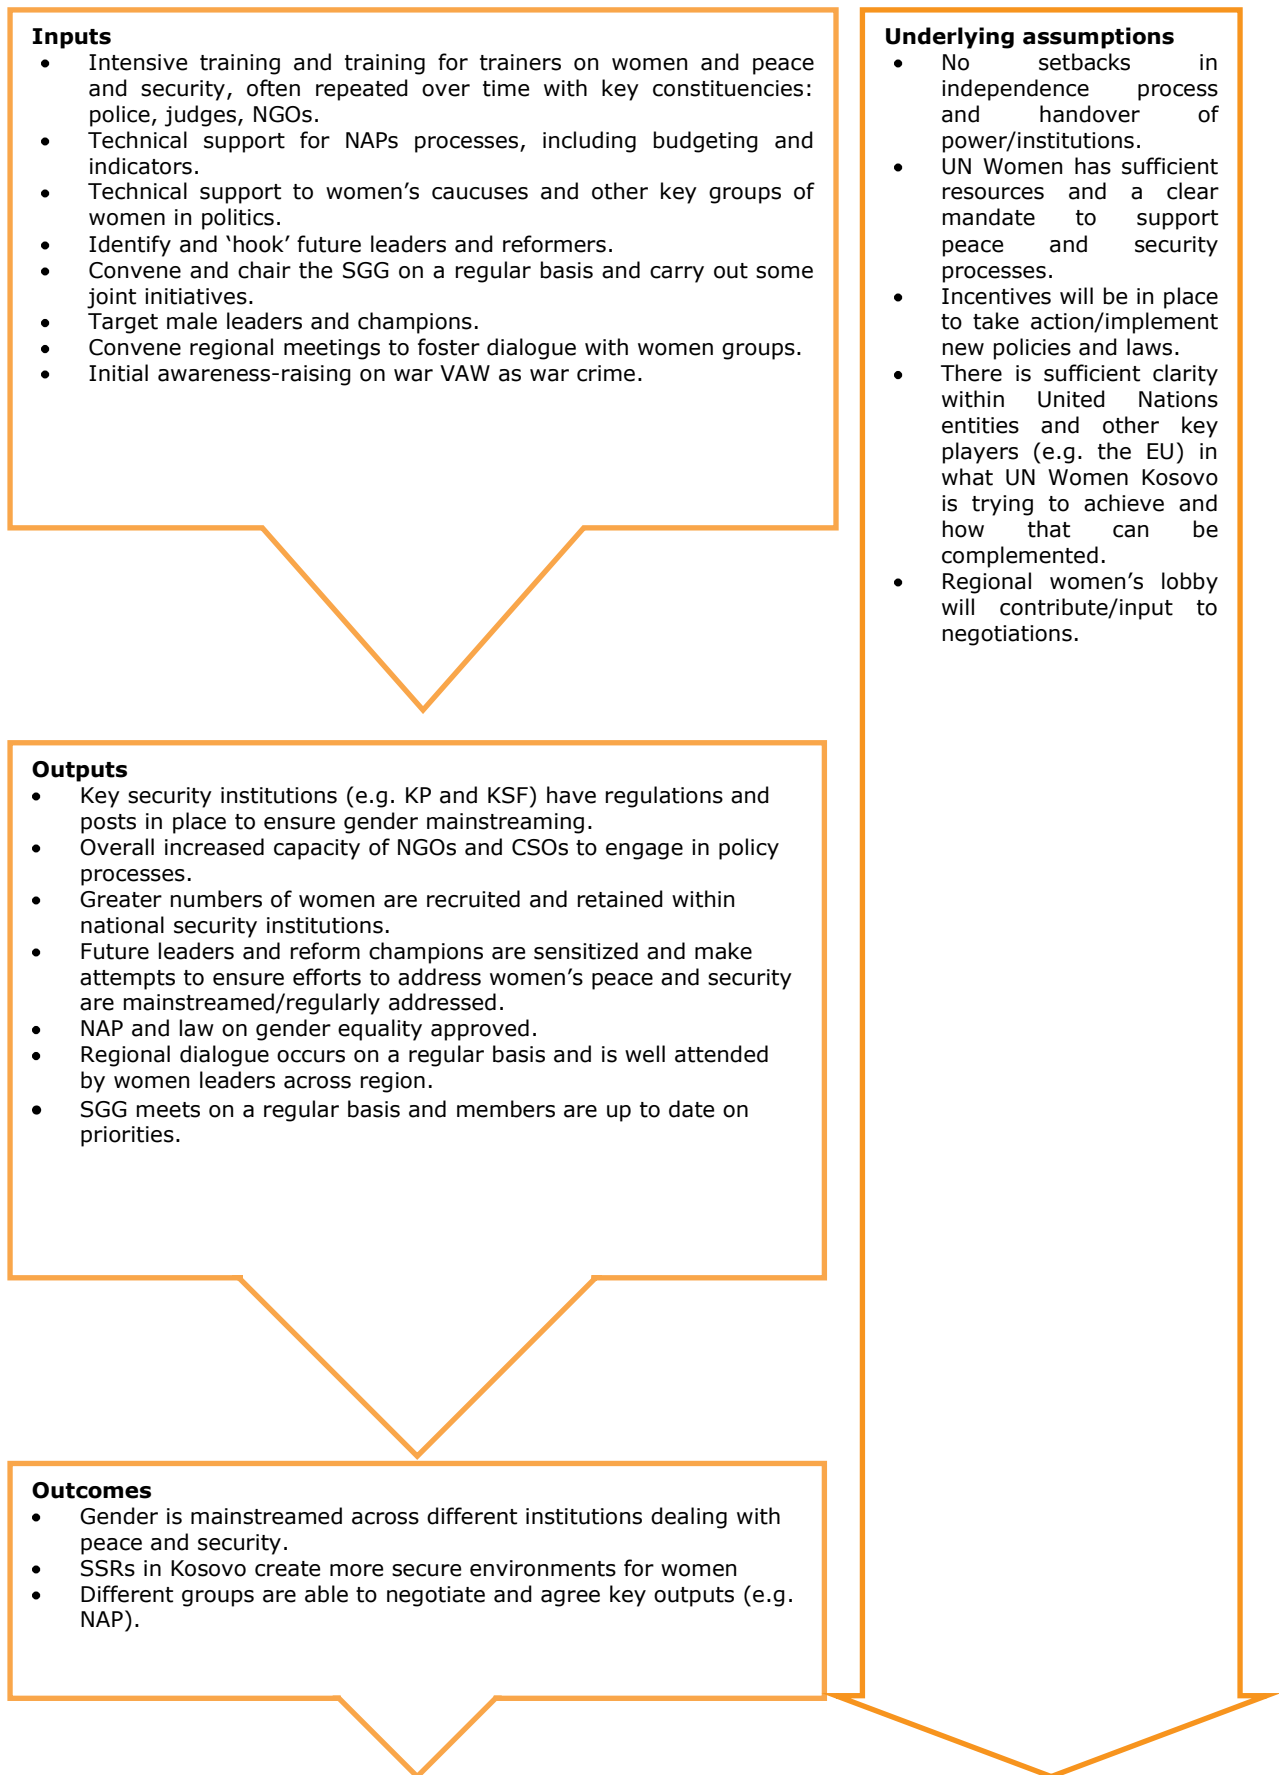 Inputs
• Intensive training and training for trainers on women and peace
and security, often repeated over time with key constituencies:
police, judges, NGOs.
• Technical support for NAPs processes, including budgeting and
indicators.
• Technical support to women’s caucuses and other key groups of
women in politics.
• Identify and ‘hook’ future leaders and reformers.
• Convene and chair the SGG on a regular basis and carry out some
joint initiatives.
• Target male leaders and champions.
• Convene regional meetings to foster dialogue with women groups.
• Initial awareness-raising on war VAW as war crime.
Underlying assumptions
• No setbacks in
independence process
and handover of
power/institutions.
• UN Women has sufficient
resources and a clear
mandate to support
peace and security
processes.
• Incentives will be in place
to take action/implement
new policies and laws.
• There is sufficient clarity
within United Nations
entities and other key
players (e.g. the EU) in
what UN Women Kosovo
is trying to achieve and
how that can be
complemented.
• Regional women’s lobby
will contribute/input to
negotiations.
Outputs
• Key security institutions (e.g. KP and KSF) have regulations and
posts in place to ensure gender mainstreaming.
• Overall increased capacity of NGOs and CSOs to engage in policy
processes.
• Greater numbers of women are recruited and retained within
national security institutions.
• Future leaders and reform champions are sensitized and make
attempts to ensure efforts to address women’s peace and security
are mainstreamed/regularly addressed.
• NAP and law on gender equality approved.
• Regional dialogue occurs on a regular basis and is well attended
by women leaders across region.
• SGG meets on a regular basis and members are up to date on
priorities.
Outcomes
• Gender is mainstreamed across different institutions dealing with
peace and security.
• SSRs in Kosovo create more secure environments for women
• Different groups are able to negotiate and agree key outputs (e.g.
NAP).